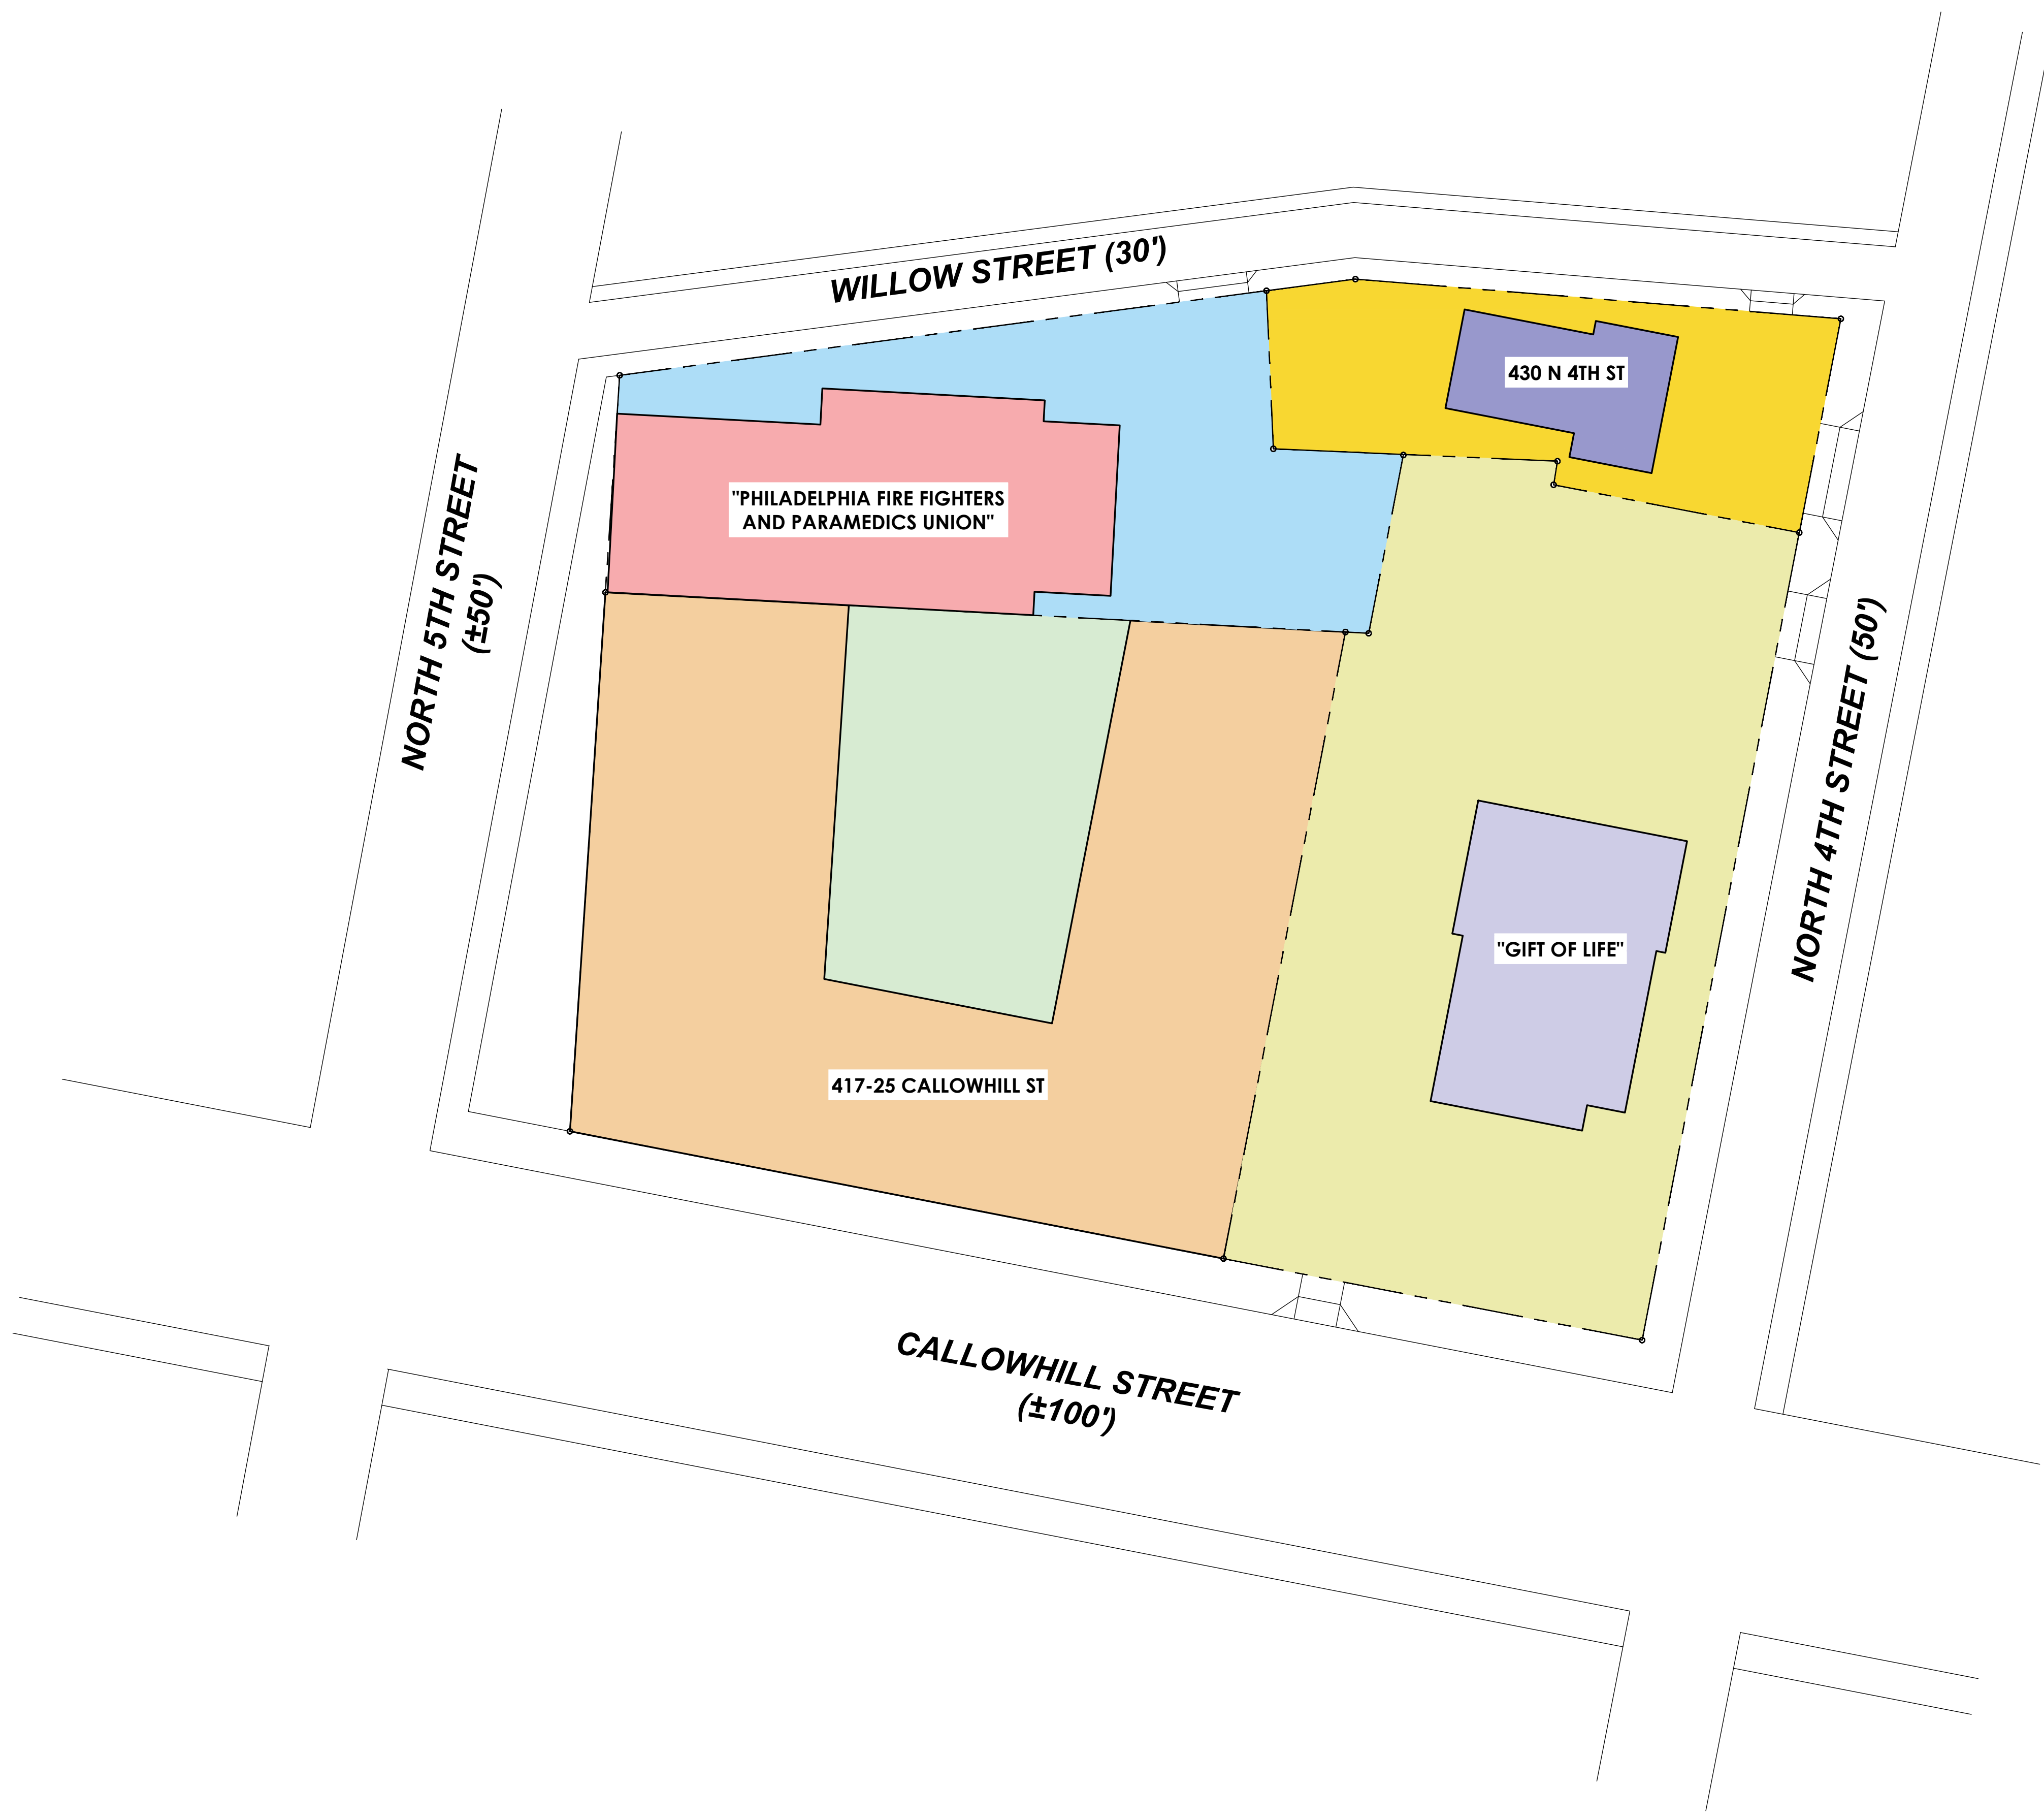 WILLOW STREET (30')
430 N 4TH ST
"PHILADELPHIA FIRE FIGHTERS
AND PARAMEDICS UNION"
NORTH 5TH STREET
(±50')
NORTH 4TH STREET (50')
"GIFT OF LIFE"
417-25 CALLOWHILL ST
CALLOWHILL STREET
(±100')